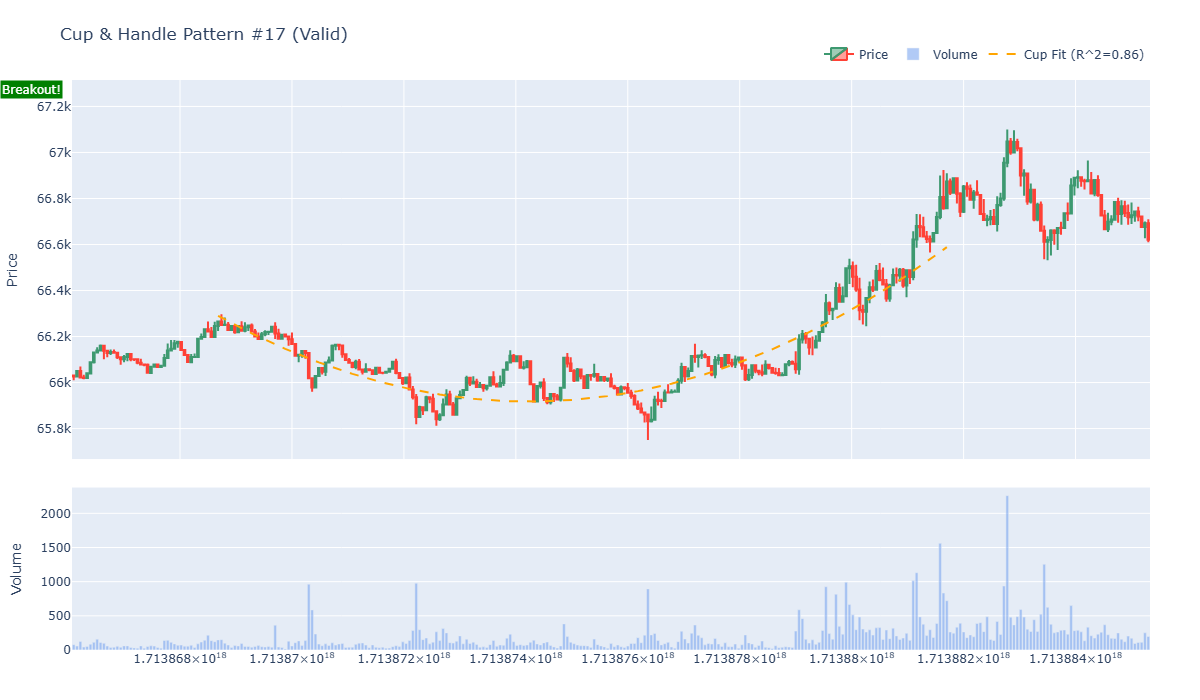 Cup & Handle Pattern #17 (Valid)
Price
Volume
Cup Fit (R^2=0.86)
Breakout!
67.2k
67k
66.8k
66.6k
66.4k
66.2k
66k
65.8k
Price
2000
1500
1000
500
0
Volume
1.713868×10¹⁸
1.71387×10¹⁸
1.713872×10¹⁸
1.713874×10¹⁸
1.713876×10¹⁸
1.713878×10¹⁸
1.71388×10¹⁸
1.713882×10¹⁸
1.713884×10¹⁸